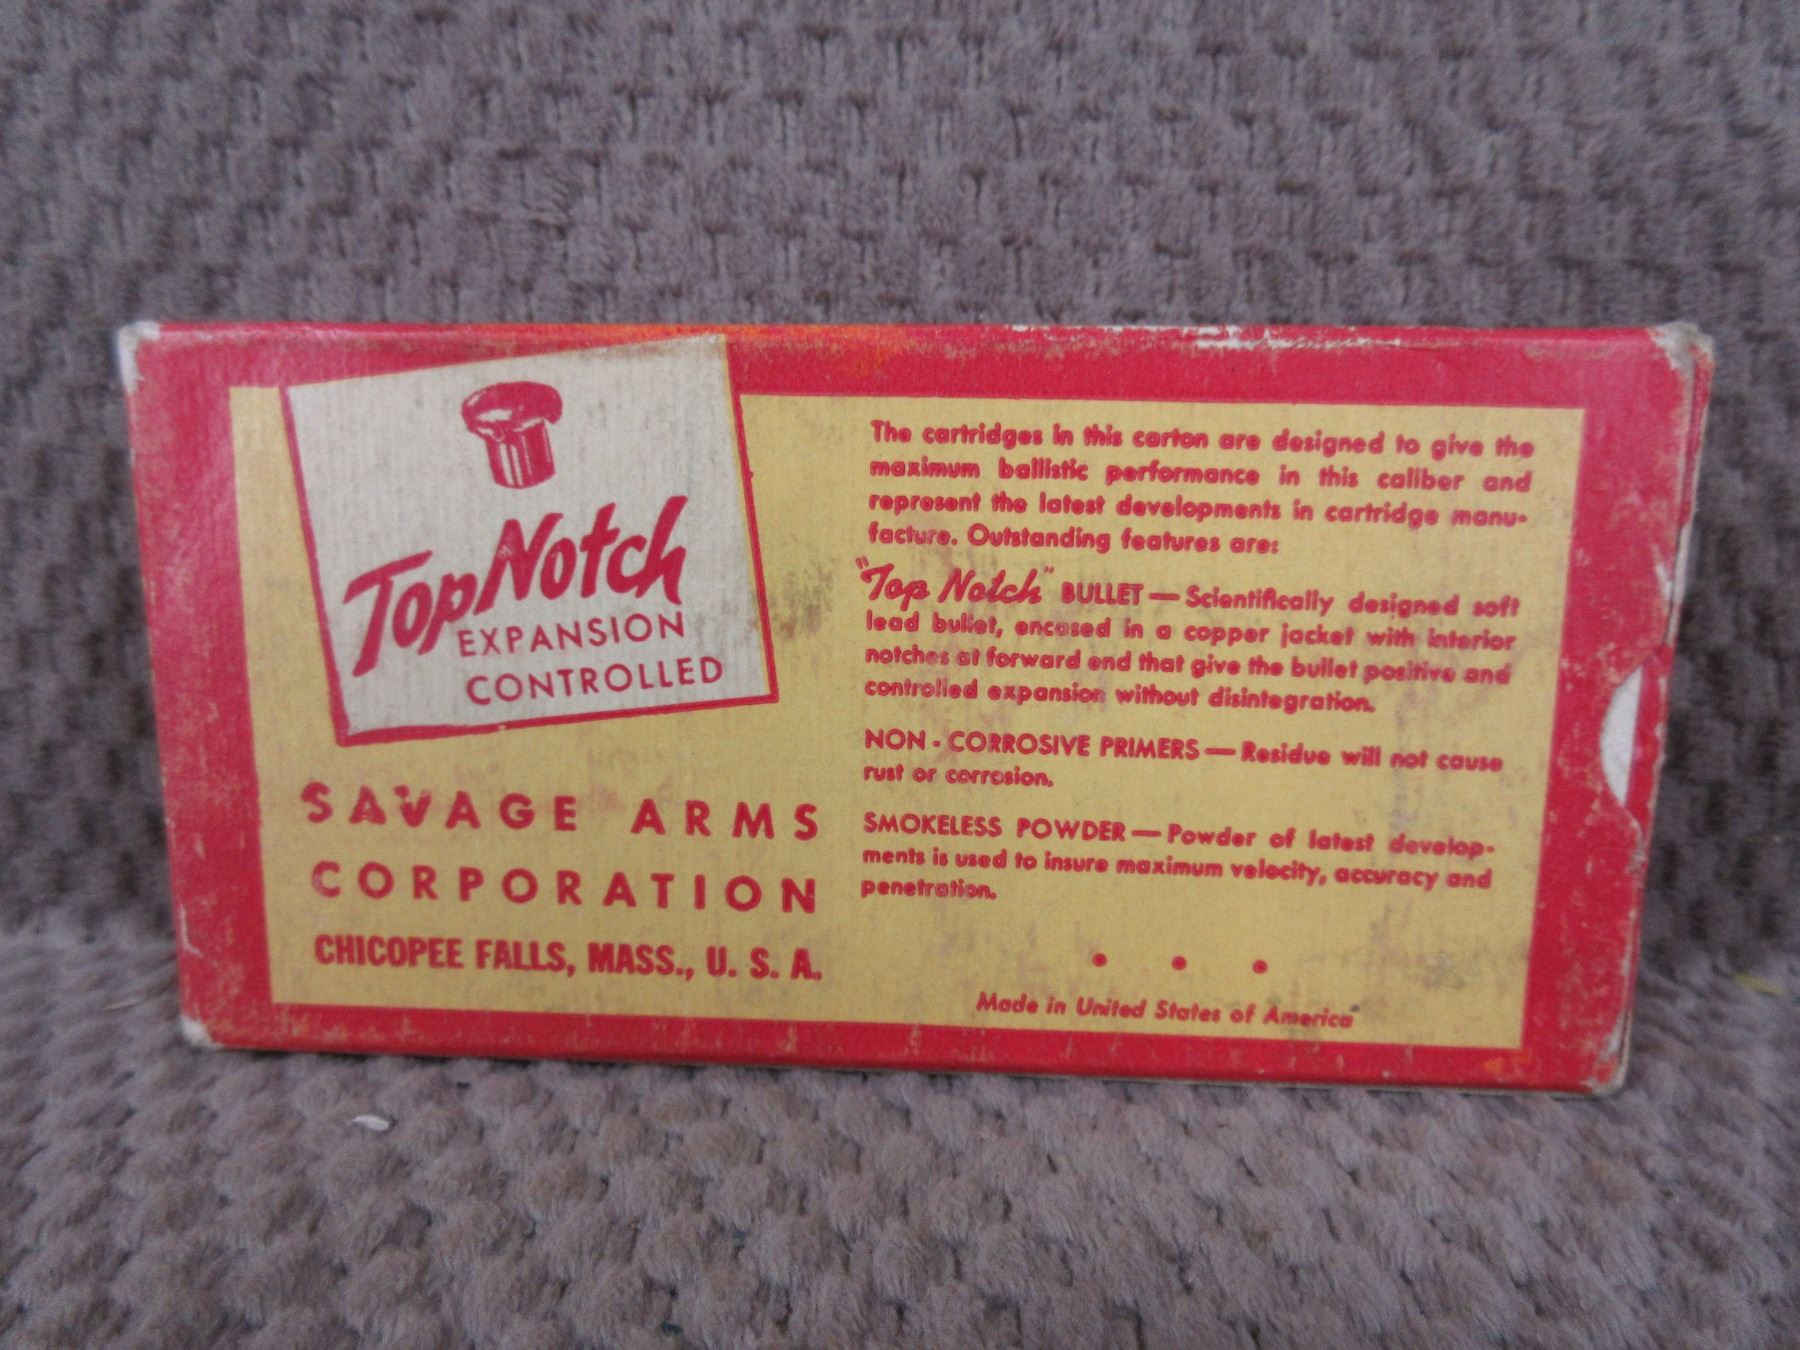 TopNotch
EXPANSION
CONTROLLED
SAVAGE ARMS
CORPORATION
CHICOPEE FALLS, MASS., U. S. A.
The cartridges in this carton are designed to give the
maximum ballistic performance in this caliber and
represent the latest developments in cartridge manu-
facture. Outstanding features are:
"Top Notch" BULLET — Scientifically designed soft
lead bullet, encased in a copper jacket with interior
notches at forward end that give the bullet positive and
controlled expansion without disintegration.
NON - CORROSIVE PRIMERS — Residue will not cause
rust or corrosion.
SMOKELESS POWDER — Powder of latest develop-
ments is used to insure maximum velocity, accuracy and
penetration.
• • •
Made in United States of America